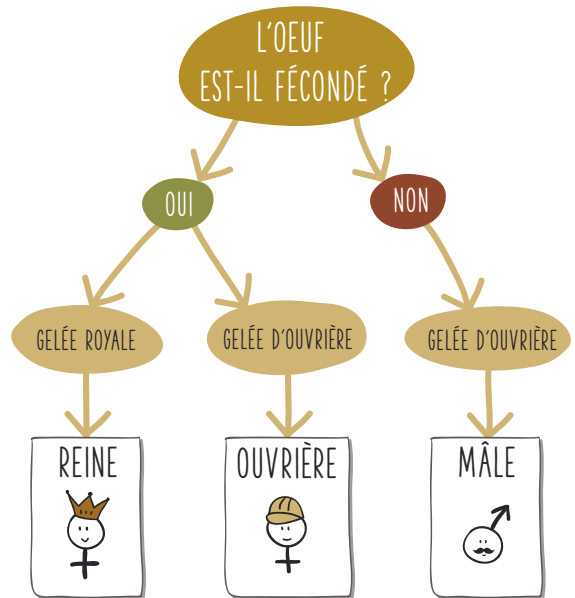 L'OEUF
EST-IL FÉCONDÉ ?
OUI
NON
GELÉE ROYALE
GELÉE D'OUVRIÈRE
GELÉE D'OUVRIÈRE
REINE
OUVRIÈRE
MÂLE